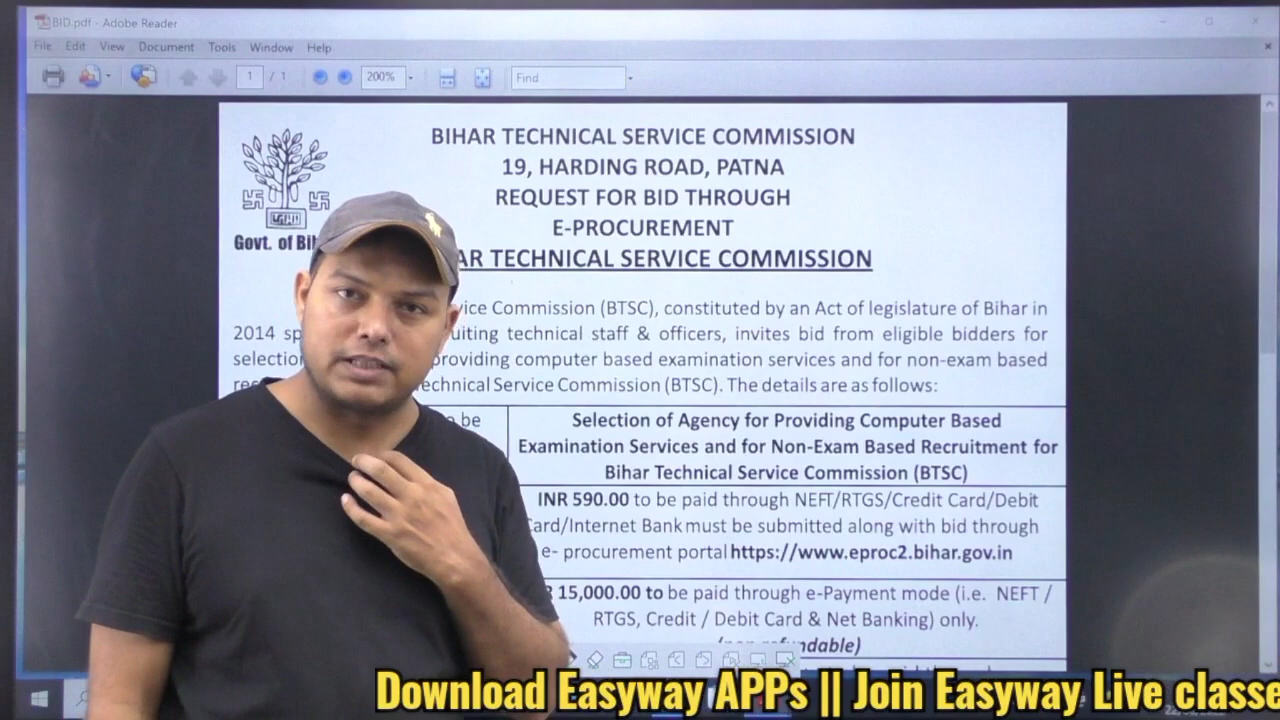 BID.pdf - Adobe Reader
File Edit View Document Tools Window Help
1 / 1 200% Find
BIHAR TECHNICAL SERVICE COMMISSION
19, HARDING ROAD, PATNA
REQUEST FOR BID THROUGH
E-PROCUREMENT
AR TECHNICAL SERVICE COMMISSION
Govt. of Bi
vice Commission (BTSC), constituted by an Act of legislature of Bihar in
2014 sp uiting technical staff & officers, invites bid from eligible bidders for
selectio providing computer based examination services and for non-exam based
re echnical Service Commission (BTSC). The details are as follows:
be
Selection of Agency for Providing Computer Based
Examination Services and for Non-Exam Based Recruitment for
Bihar Technical Service Commission (BTSC)
INR 590.00 to be paid through NEFT/RTGS/Credit Card/Debit
Card/Internet Bank must be submitted along with bid through
e- procurement portal https://www.eproc2.bihar.gov.in
R 15,000.00 to be paid through e-Payment mode (i.e. NEFT /
RTGS, Credit / Debit Card & Net Banking) only.
ndable)
Download Easyway APPs || Join Easyway Live classe